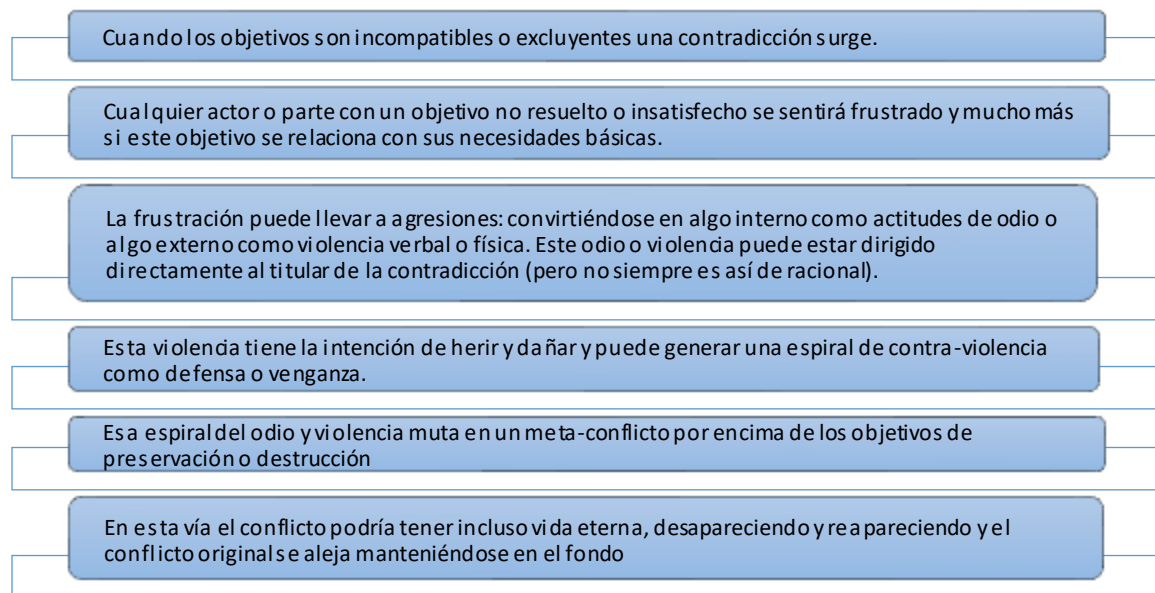 Cuando los objetivos son incompatibles o excluyentes una contradicción surge.
Cualquier actor o parte con un objetivo no resuelto o insatisfecho se sentirá frustrado y mucho más
si este objetivo se relaciona con sus necesidades básicas.
La frustración puede llevar a agresiones: convirtiéndose en algo interno como actitudes de odio o
algo externo como violencia verbal o física. Este odio o violencia puede estar dirigido
directamente al titular de la contradicción (pero no siempre es así de racional).
Esta violencia tiene la intención de herir y dañar y puede generar una espiral de contra-violencia
como defensa o venganza.
Esa espiral del odio y violencia muta en un meta-conflicto por encima de los objetivos de
preservación o destrucción
En esta vía el conflicto podría tener incluso vida eterna, desapareciendo y reapareciendo y el
conflicto original se aleja manteniéndose en el fondo